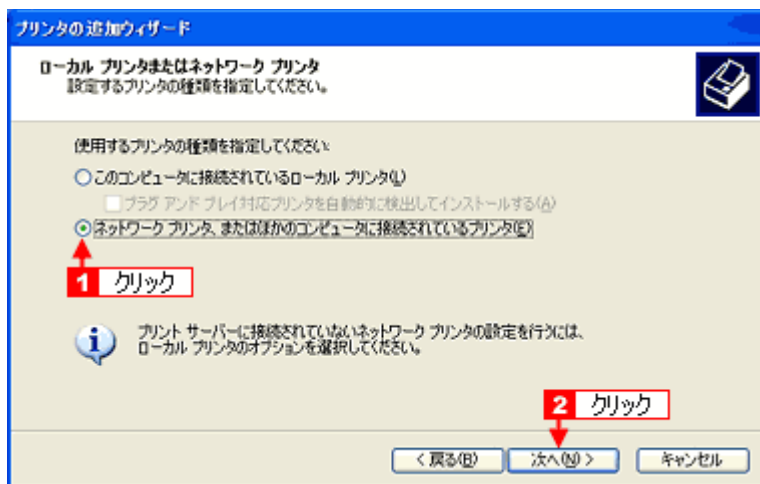 プリンタの追加ウィザード
ローカル プリンタまたはネットワーク プリンタ
設定するプリンタの種類を指定してください。
使用するプリンタの種類を指定してください:
このコンピュータに接続されているローカル プリンタ(L)
プラグ アンド プレイ対応プリンタを自動的に検出してインストールする(A)
ネットワーク プリンタ、またはほかのコンピュータに接続されているプリンタ(E)
1 クリック
プリント サーバーに接続されていないネットワーク プリンタの設定を行うには、
ローカル プリンタのオプションを選択してください。
2 クリック
< 戻る(B) 次へ(N) > キャンセル